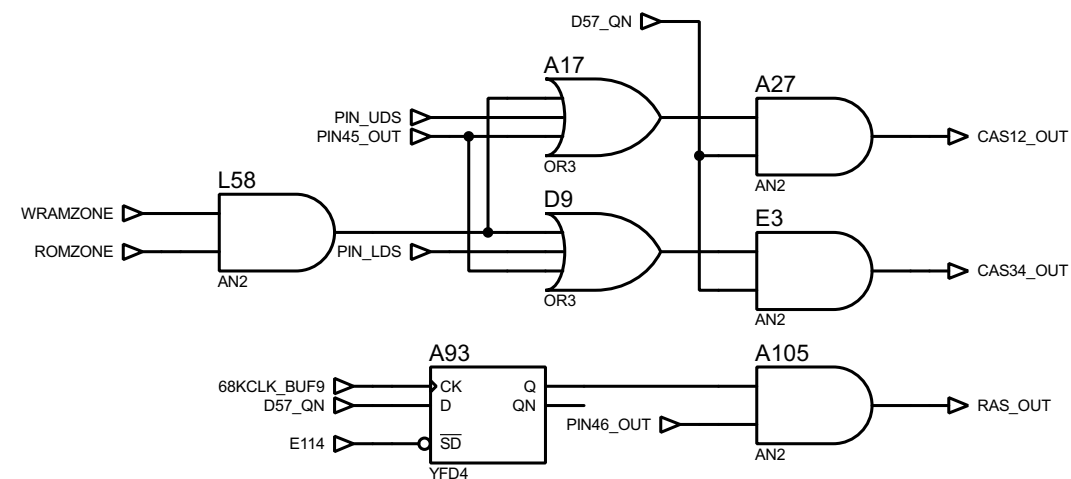 D57_QN
A17
A27
PIN_UDS
PIN45_OUT
CAS12_OUT
OR3
AN2
L58
D9
E3
WRAMZONE
ROMZONE
PIN_LDS
CAS34_OUT
AN2
OR3
AN2
A93
A105
68KCLK_BUF9
CK
Q
D57_QN
D
QN
RAS_OUT
PIN46_OUT
E114
SD
AN2
YFD4